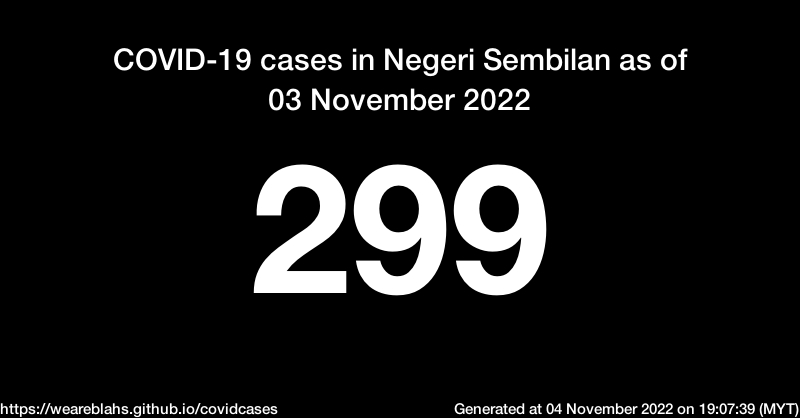 COVID-19 cases in Negeri Sembilan as of
03 November 2022
299
https://weareblahs.github.io/covidcases
Generated at 04 November 2022 on 19:07:39 (MYT)